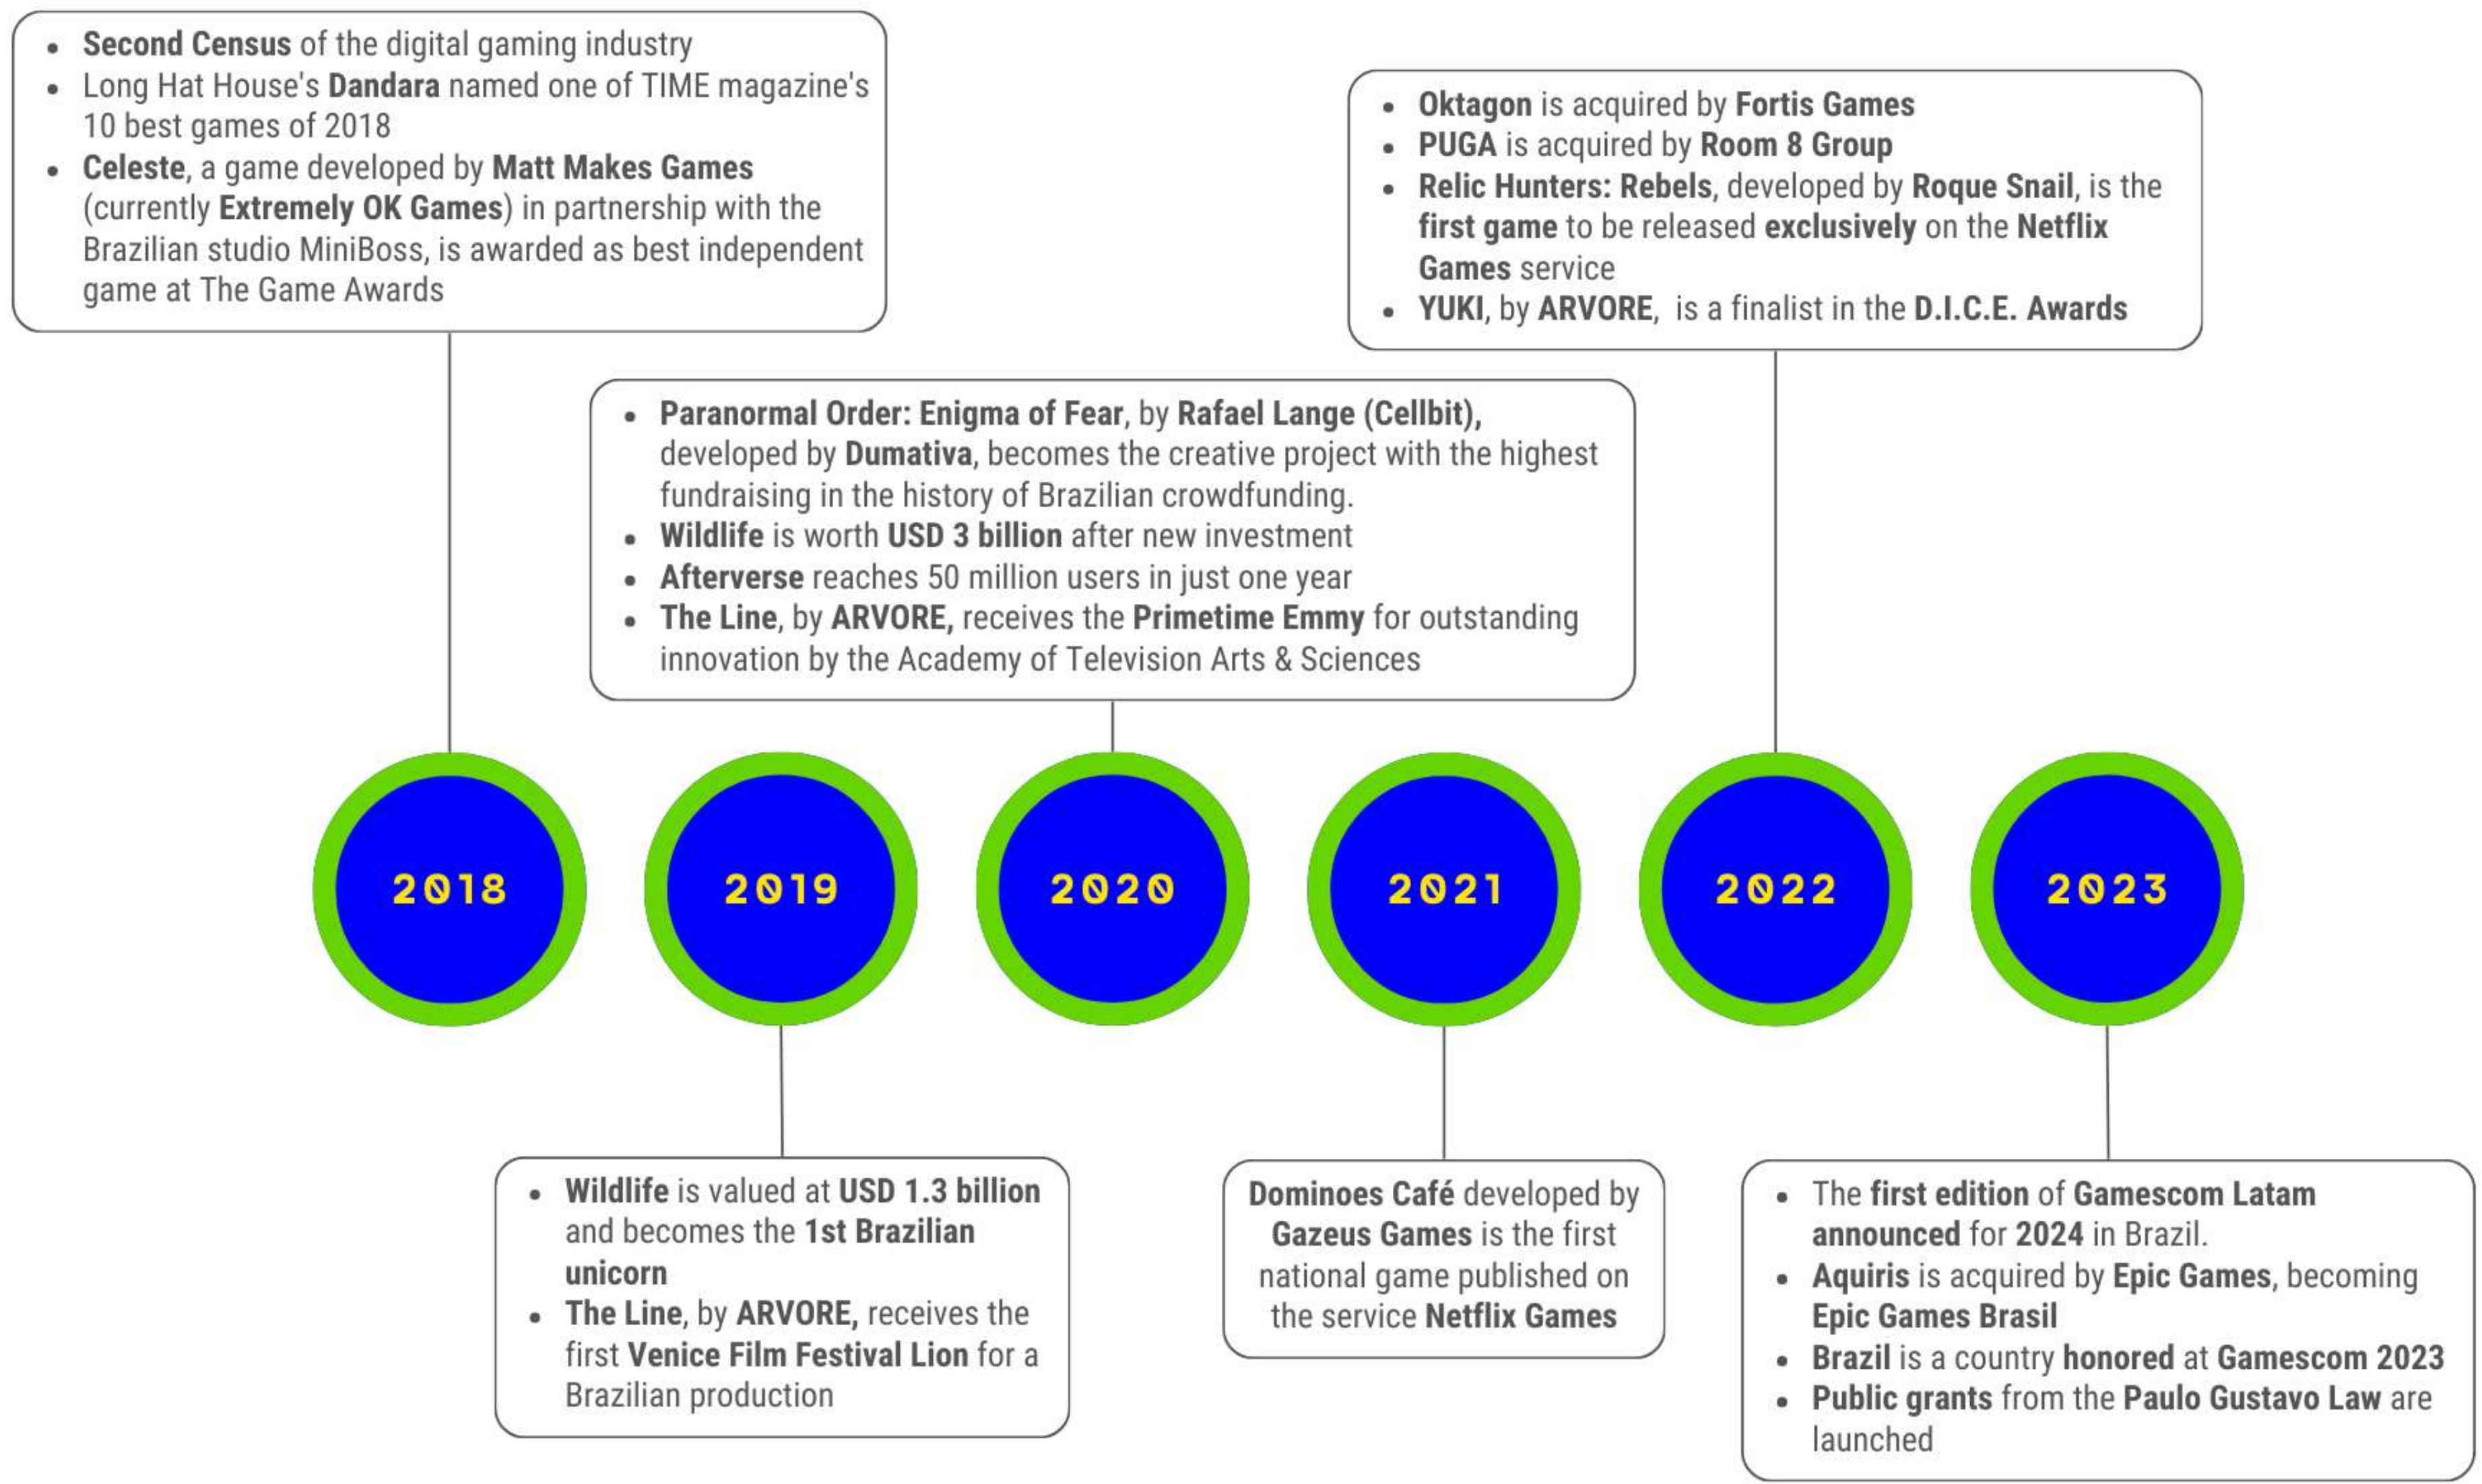 • Second Census of the digital gaming industry
• Long Hat House's Dandara named one of TIME magazine's
10 best games of 2018
• Celeste, a game developed by Matt Makes Games
(currently Extremely OK Games) in partnership with the
Brazilian studio MiniBoss, is awarded as best independent
game at The Game Awards
• Oktagon is acquired by Fortis Games
• PUGA is acquired by Room 8 Group
• Relic Hunters: Rebels, developed by Roque Snail, is the
first game to be released exclusively on the Netflix
Games service
• YUKI, by ARVORE, is a finalist in the D.I.C.E. Awards
• Paranormal Order: Enigma of Fear, by Rafael Lange (Cellbit),
developed by Dumativa, becomes the creative project with the highest
fundraising in the history of Brazilian crowdfunding.
• Wildlife is worth USD 3 billion after new investment
• Afterverse reaches 50 million users in just one year
• The Line, by ARVORE, receives the Primetime Emmy for outstanding
innovation by the Academy of Television Arts & Sciences
2018
2019
2020
2021
2022
2023
• Wildlife is valued at USD 1.3 billion
and becomes the 1st Brazilian
unicorn
• The Line, by ARVORE, receives the
first Venice Film Festival Lion for a
Brazilian production
Dominoes Café developed by
Gazeus Games is the first
national game published on
the service Netflix Games
• The first edition of Gamescom Latam
announced for 2024 in Brazil.
• Aquiris is acquired by Epic Games, becoming
Epic Games Brasil
• Brazil is a country honored at Gamescom 2023
• Public grants from the Paulo Gustavo Law are
launched